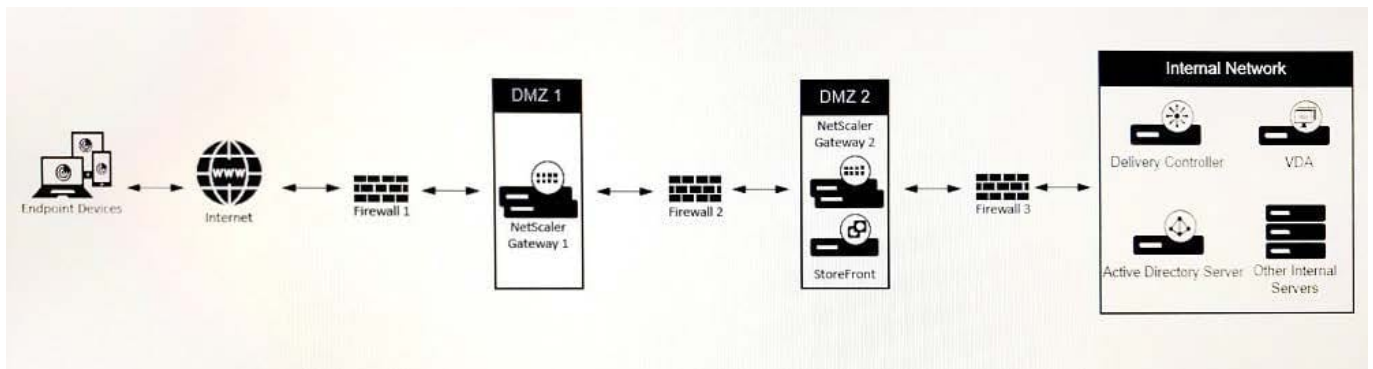 Endpoint Devices
WWW
Internet
Firewall 1
DMZ 1
NetScaler
Gateway 1
Firewall 2
DMZ 2
NetScaler
Gateway 2
StoreFront
Firewall 3
Internal Network
Delivery Controller
VDA
Active Directory Server
Other Internal
Servers